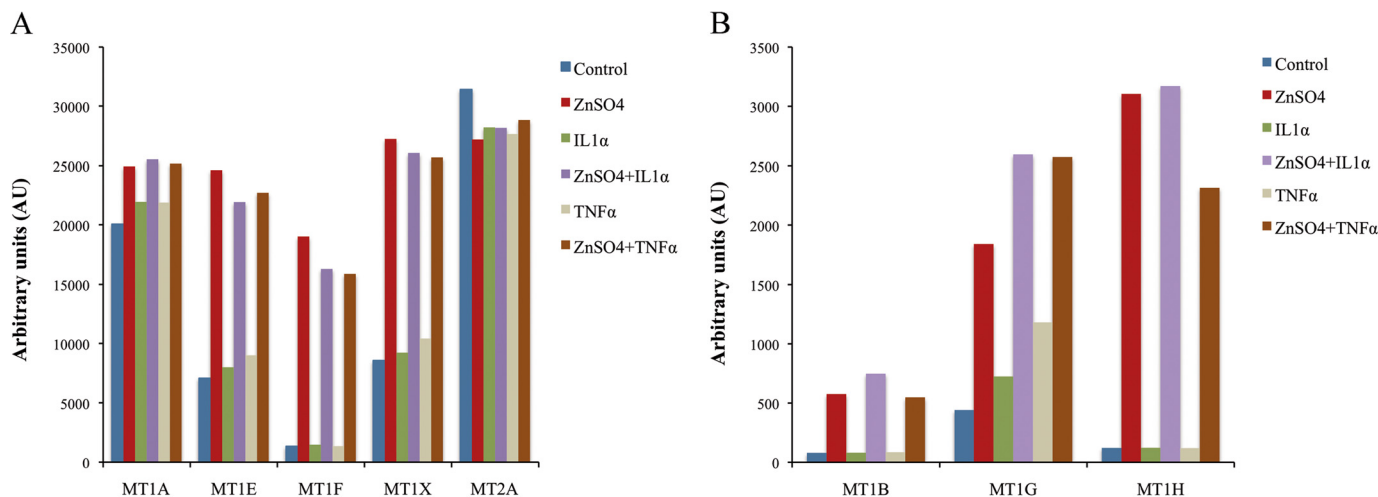 A
Arbitrary units (AU)
35000
30000
25000
20000
15000
10000
5000
0
MT1A MT1E MT1F MT1X MT2A
Control
ZnSO4
IL1α
ZnSO4+IL1α
TNFα
ZnSO4+TNFα
B
Arbitrary units (AU)
3500
3000
2500
2000
1500
1000
500
0
MT1B MT1G MT1H
Control
ZnSO4
IL1α
ZnSO4+IL1α
TNFα
ZnSO4+TNFα